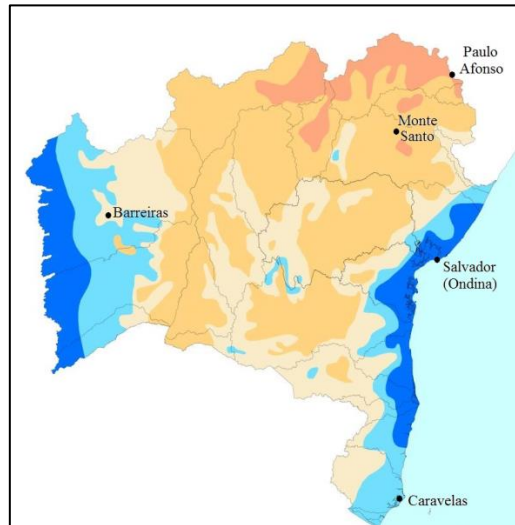 Paulo
Afonso
Monte
Santo
Barreiras
Salvador
(Ondina)
Caravelas